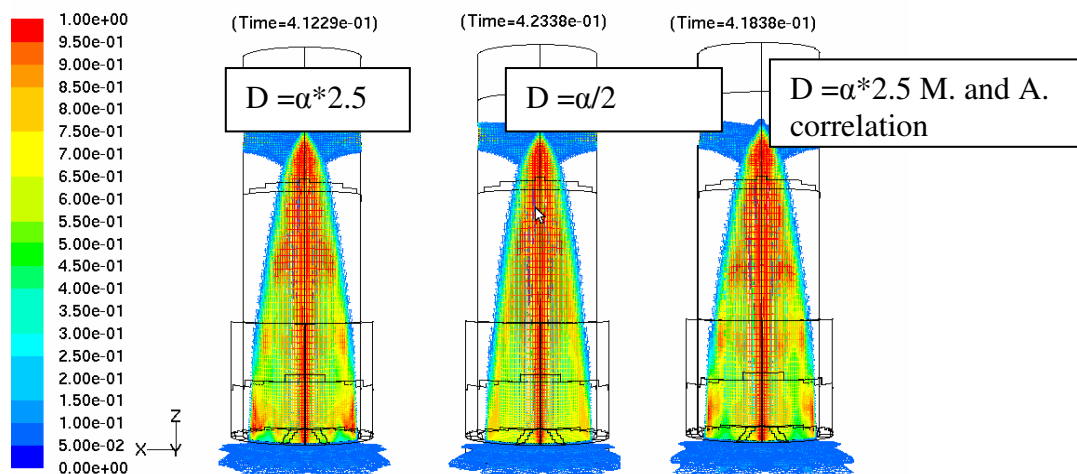 1.00e+00
9.50e-01
9.00e-01
8.50e-01
8.00e-01
7.50e-01
7.00e-01
6.50e-01
6.00e-01
5.50e-01
5.00e-01
4.50e-01
4.00e-01
3.50e-01
3.00e-01
2.50e-01
2.00e-01
1.50e-01
1.00e-01
5.00e-02
0.00e+00
Z
X
Y
(Time=4.1229e-01)
D =α*2.5
(Time=4.2338e-01)
D =α/2
(Time=4.1838e-01)
D =α*2.5 M. and A.
correlation